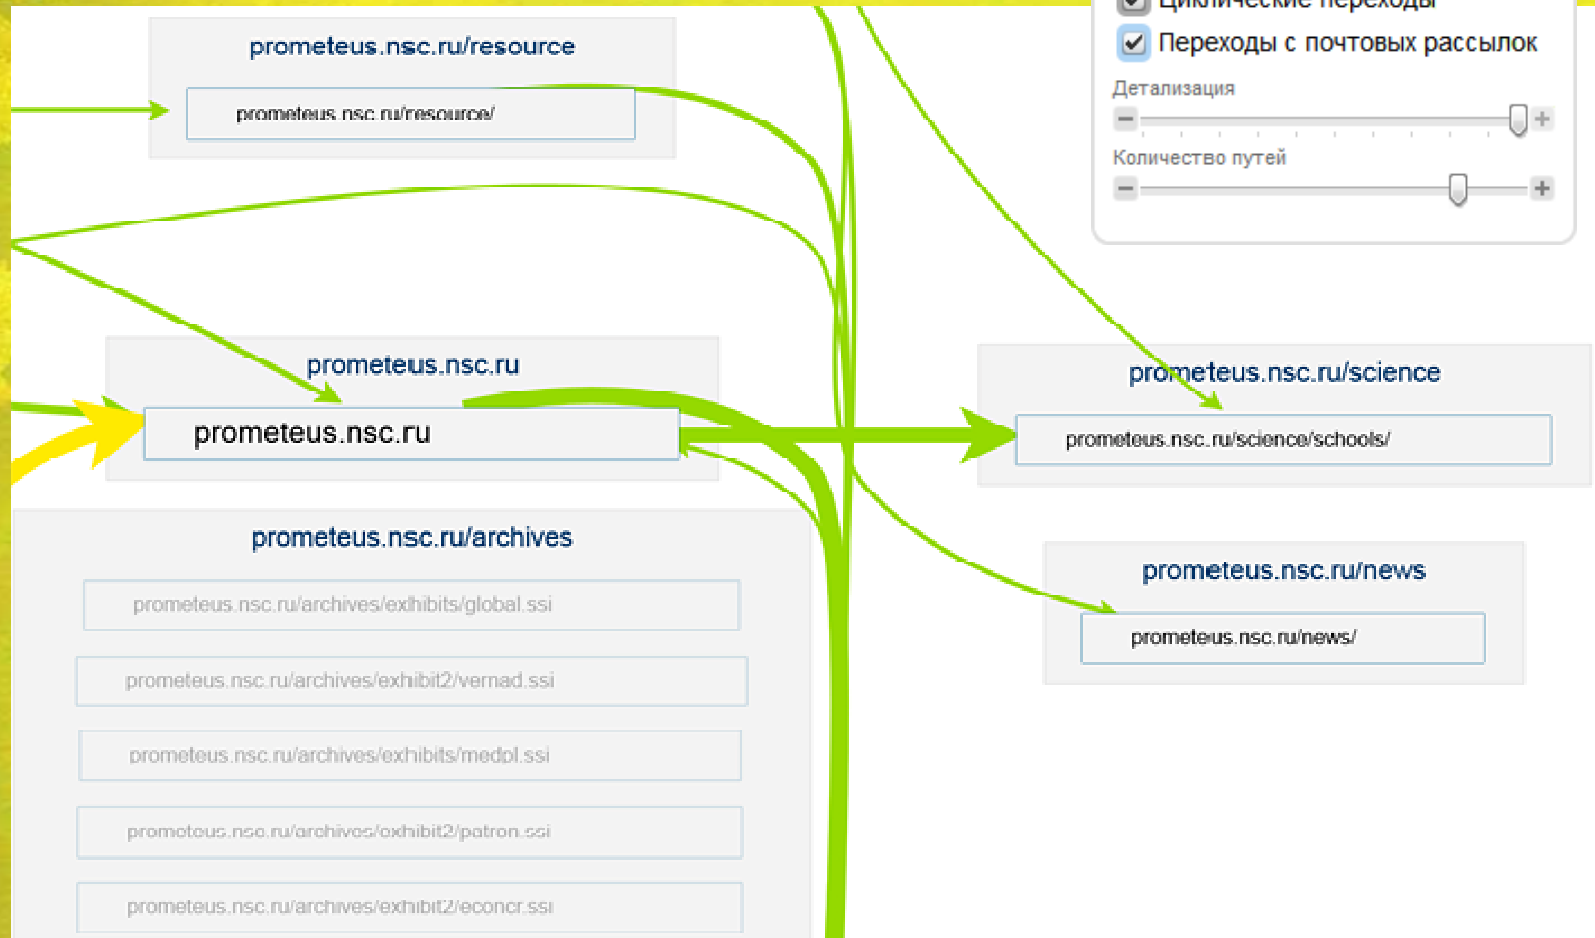 Циклические переходы
Переходы с почтовых рассылок
Детализация
Количество путей
prometeus.nsc.ru/resource
prometeus.nsc.ru/resource/
prometeus.nsc.ru
prometeus.nsc.ru
prometeus.nsc.ru/science
prometeus.nsc.ru/science/schools/
prometeus.nsc.ru/archives
prometeus.nsc.ru/archives/exhibits/global.ssi
prometeus.nsc.ru/archives/exhibit2/vernad.ssi
prometeus.nsc.ru/archives/exhibits/medpl.ssi
prometeus.nsc.ru/archives/exhibit2/patron.ssi
prometeus.nsc.ru/archives/exhibit2/econcr.ssi
prometeus.nsc.ru/news
prometeus.nsc.ru/news/